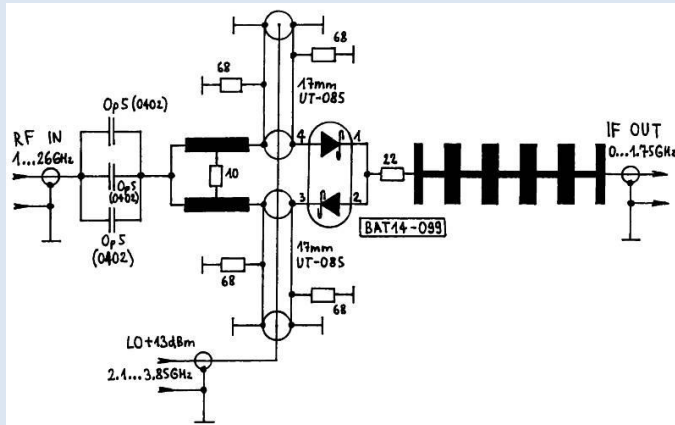 68
68
0p5 (0402)
17mm
UT-085
RF IN
1...26GHz
4
1
IF OUT
0...1.75GHz
10
22
0p5
(0402)
3
2
0p5
(0402)
BAT14-099
17mm
UT-085
68
68
LO+13dBm
2.1...3.85GHz